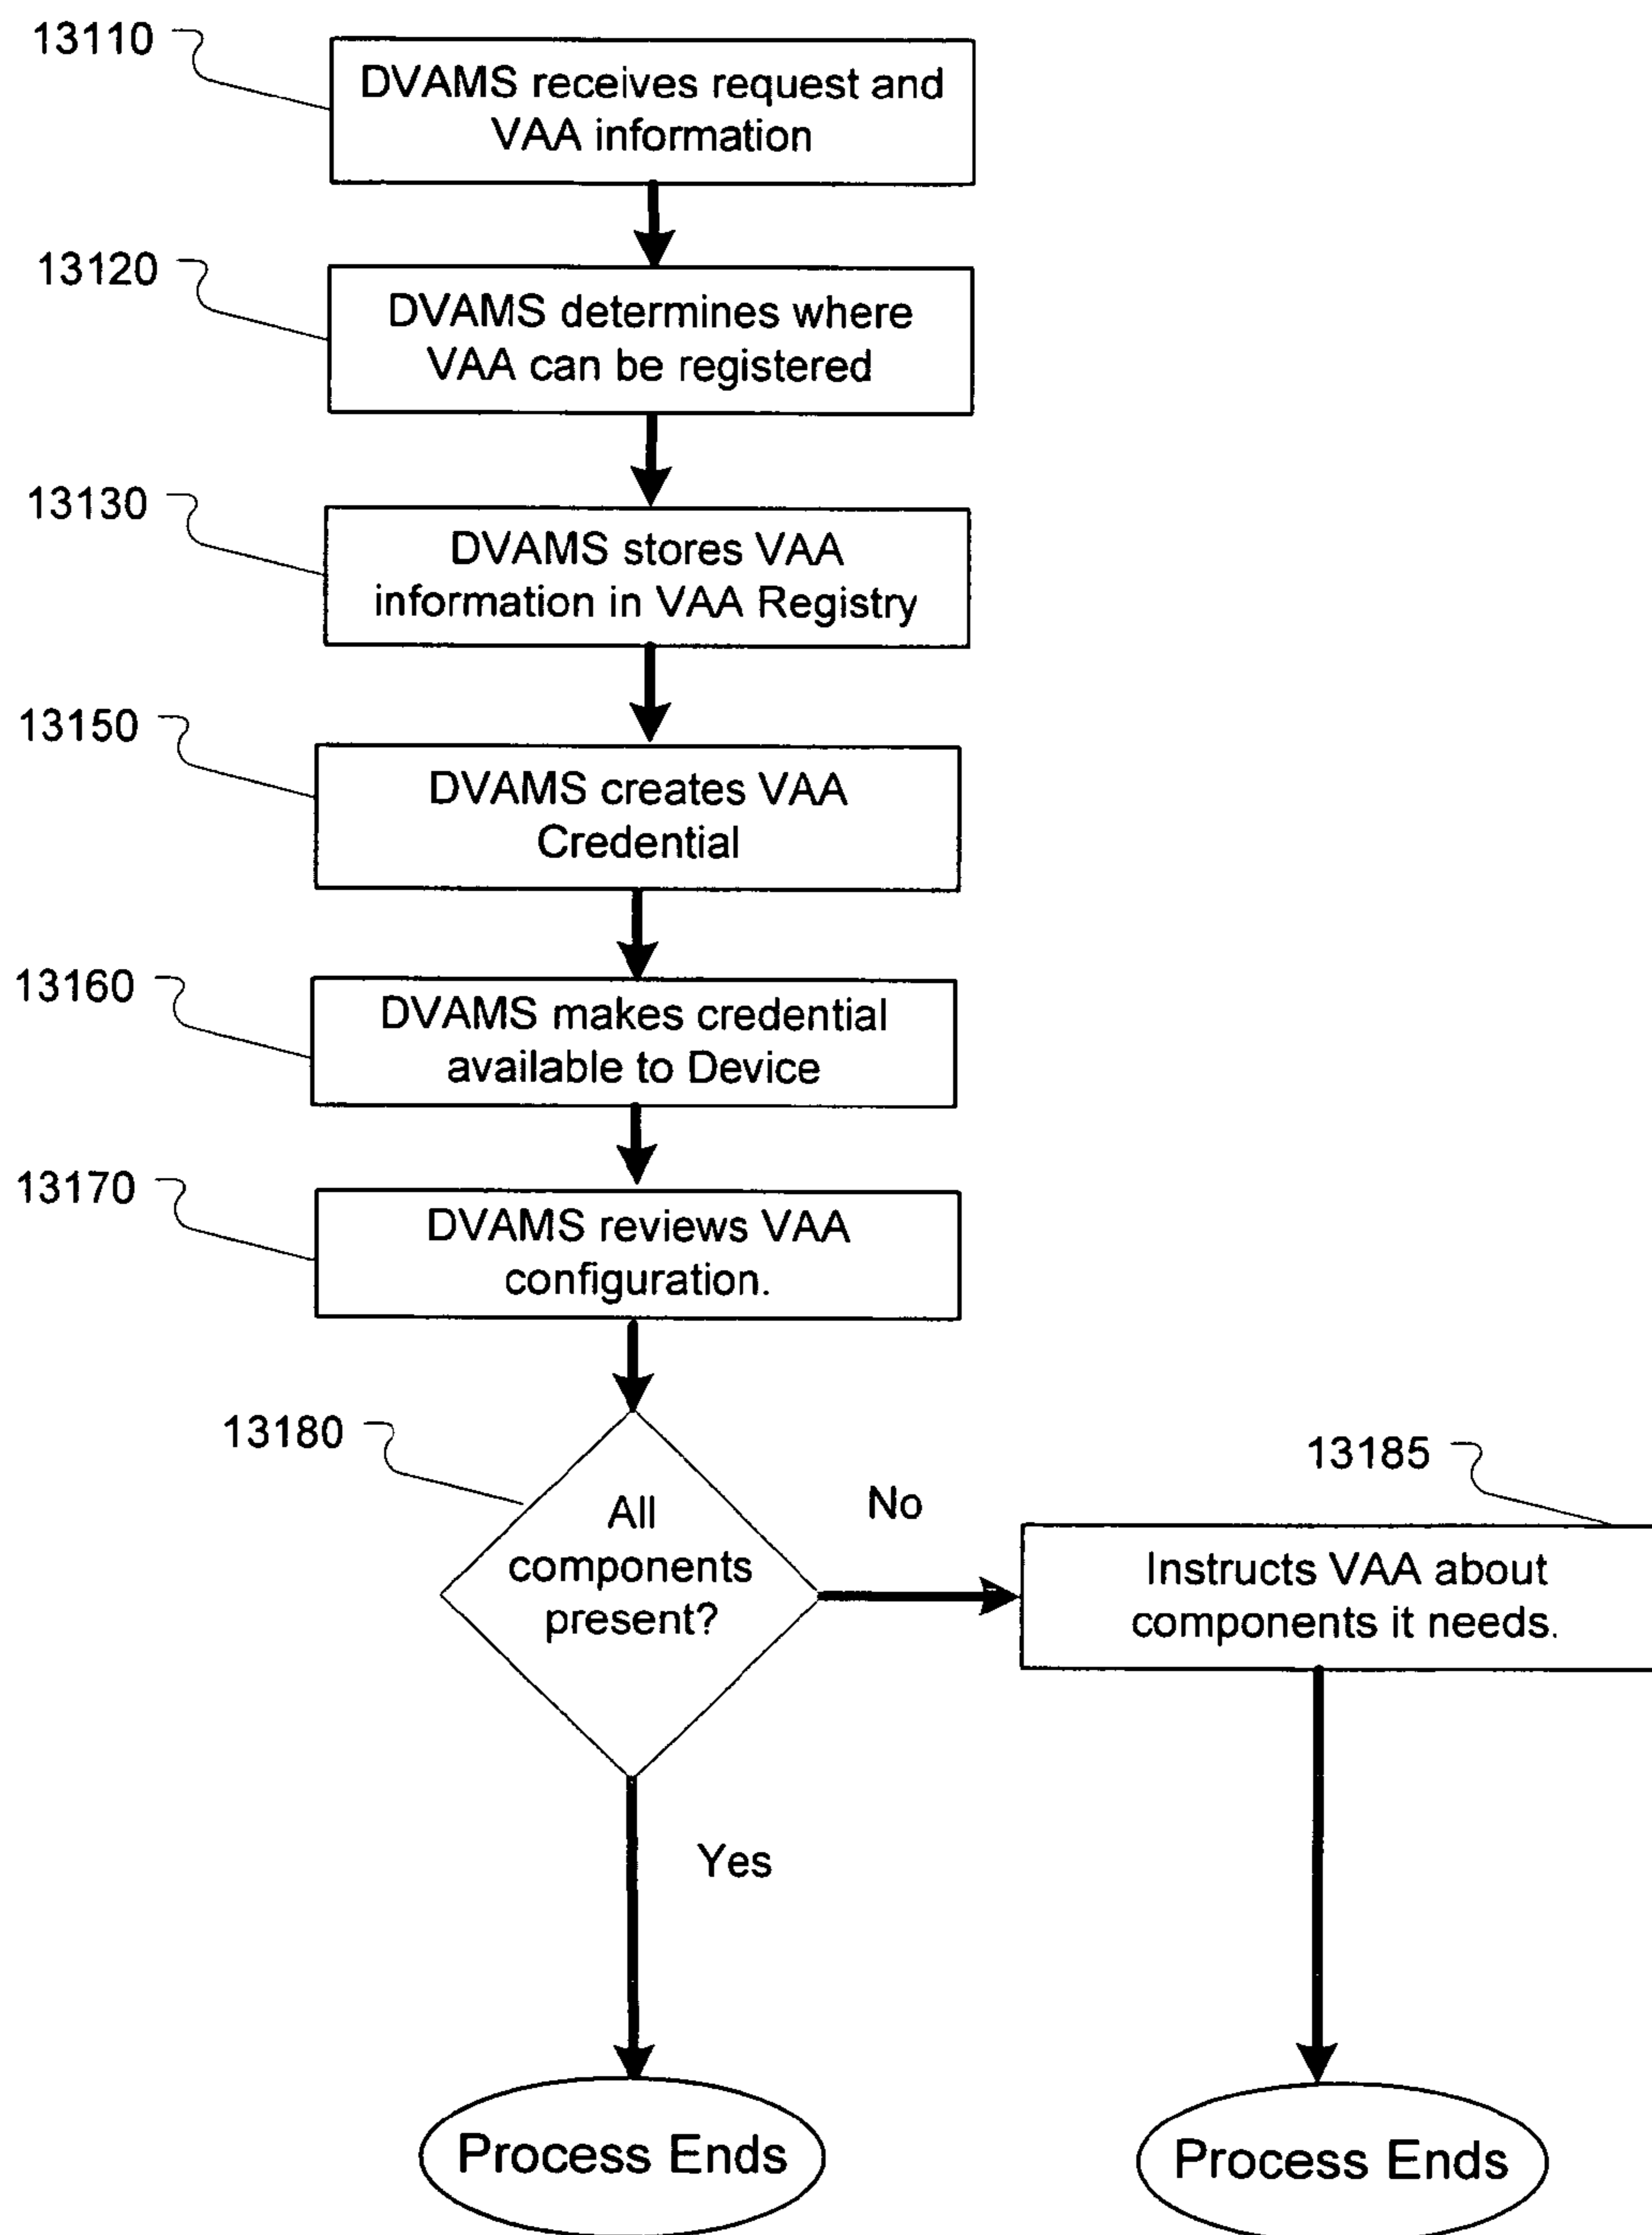 13110
DVAMS receives request and
VAA information
13120
DVAMS determines where
VAA can be registered
13130
DVAMS stores VAA
information in VAA Registry
13150
DVAMS creates VAA
Credential
13160
DVAMS makes credential
available to Device
13170
DVAMS reviews VAA
configuration.
13180
All
components
present?
No
13185
Instructs VAA about
components it needs.
Yes
Process Ends
Process Ends